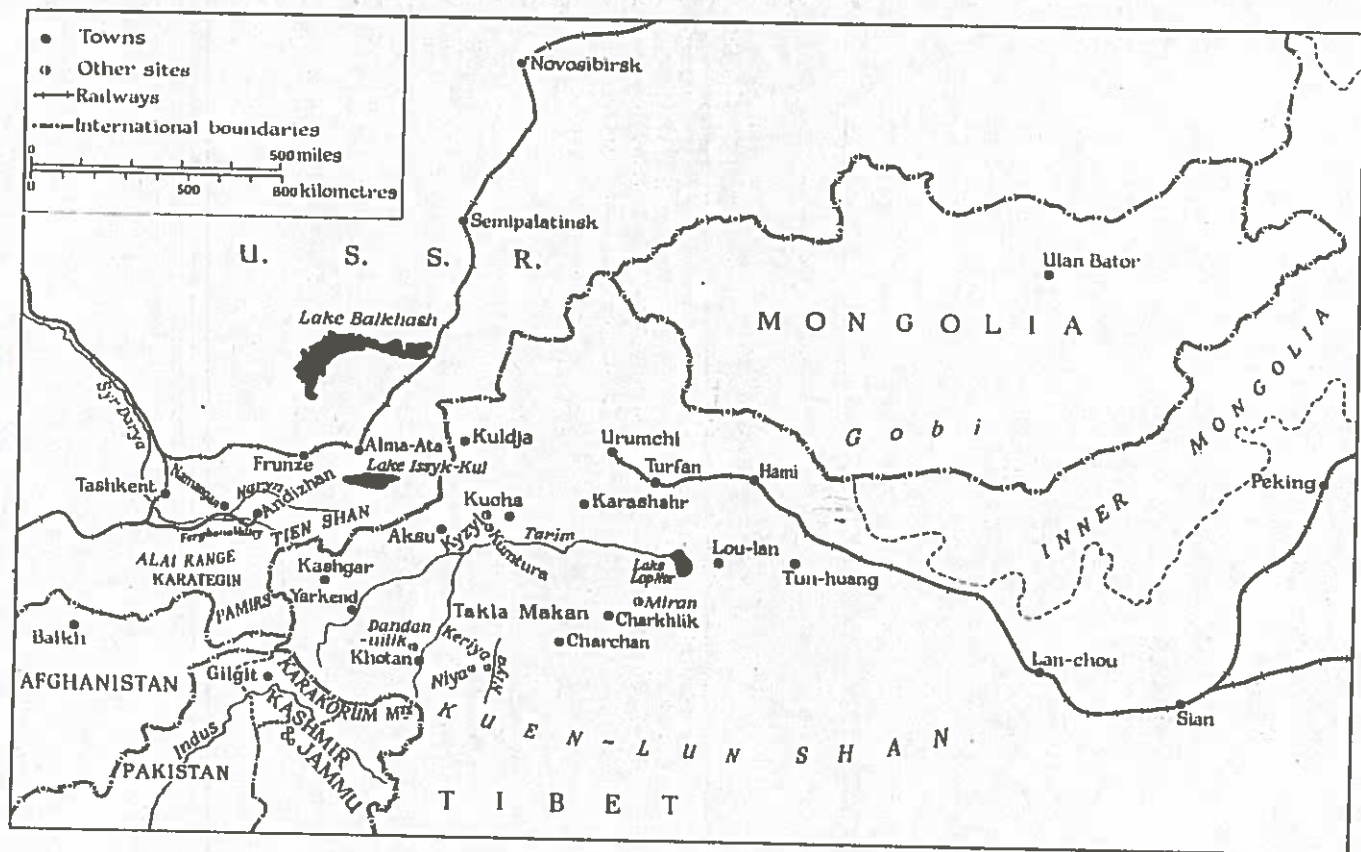 Towns
Other sites
Railways
International boundaries
0 500 miles
0 500 800 kilometres
Novosibirsk
Semipalatinsk
U. S. S. R.
Ulan Bator
Lake Balkhash
MONGOLIA
INNER MONGOLIA
Syr Darya
Gobi
Alma-Ata
Kuldja
Urumchi
Frunze
Lake Issyk-Kul
Turfan
Hami
Peking
Tashkent
Naryn
Andizhan
Kucha
Karashahr
TIEN SHAN
Aksu
Kyzyl
Kumtura
Tarim
ALAI RANGE
KARATEGIN
Kashgar
Lake
Lop Nor
Lou-lan
Tun-huang
PAMIRS
Yarkend
Takla Makan
Miran
Charkhlik
Balkh
Dandan
-uilik
Keriya
Charchan
Khotan
Niya
Kiya
Lan-chou
AFGHANISTAN
Gilgit
KARAKORUM Mts
Sian
KUEN-LUN SHAN
Indus
KASHMIR
& JAMMU
PAKISTAN
TIBET